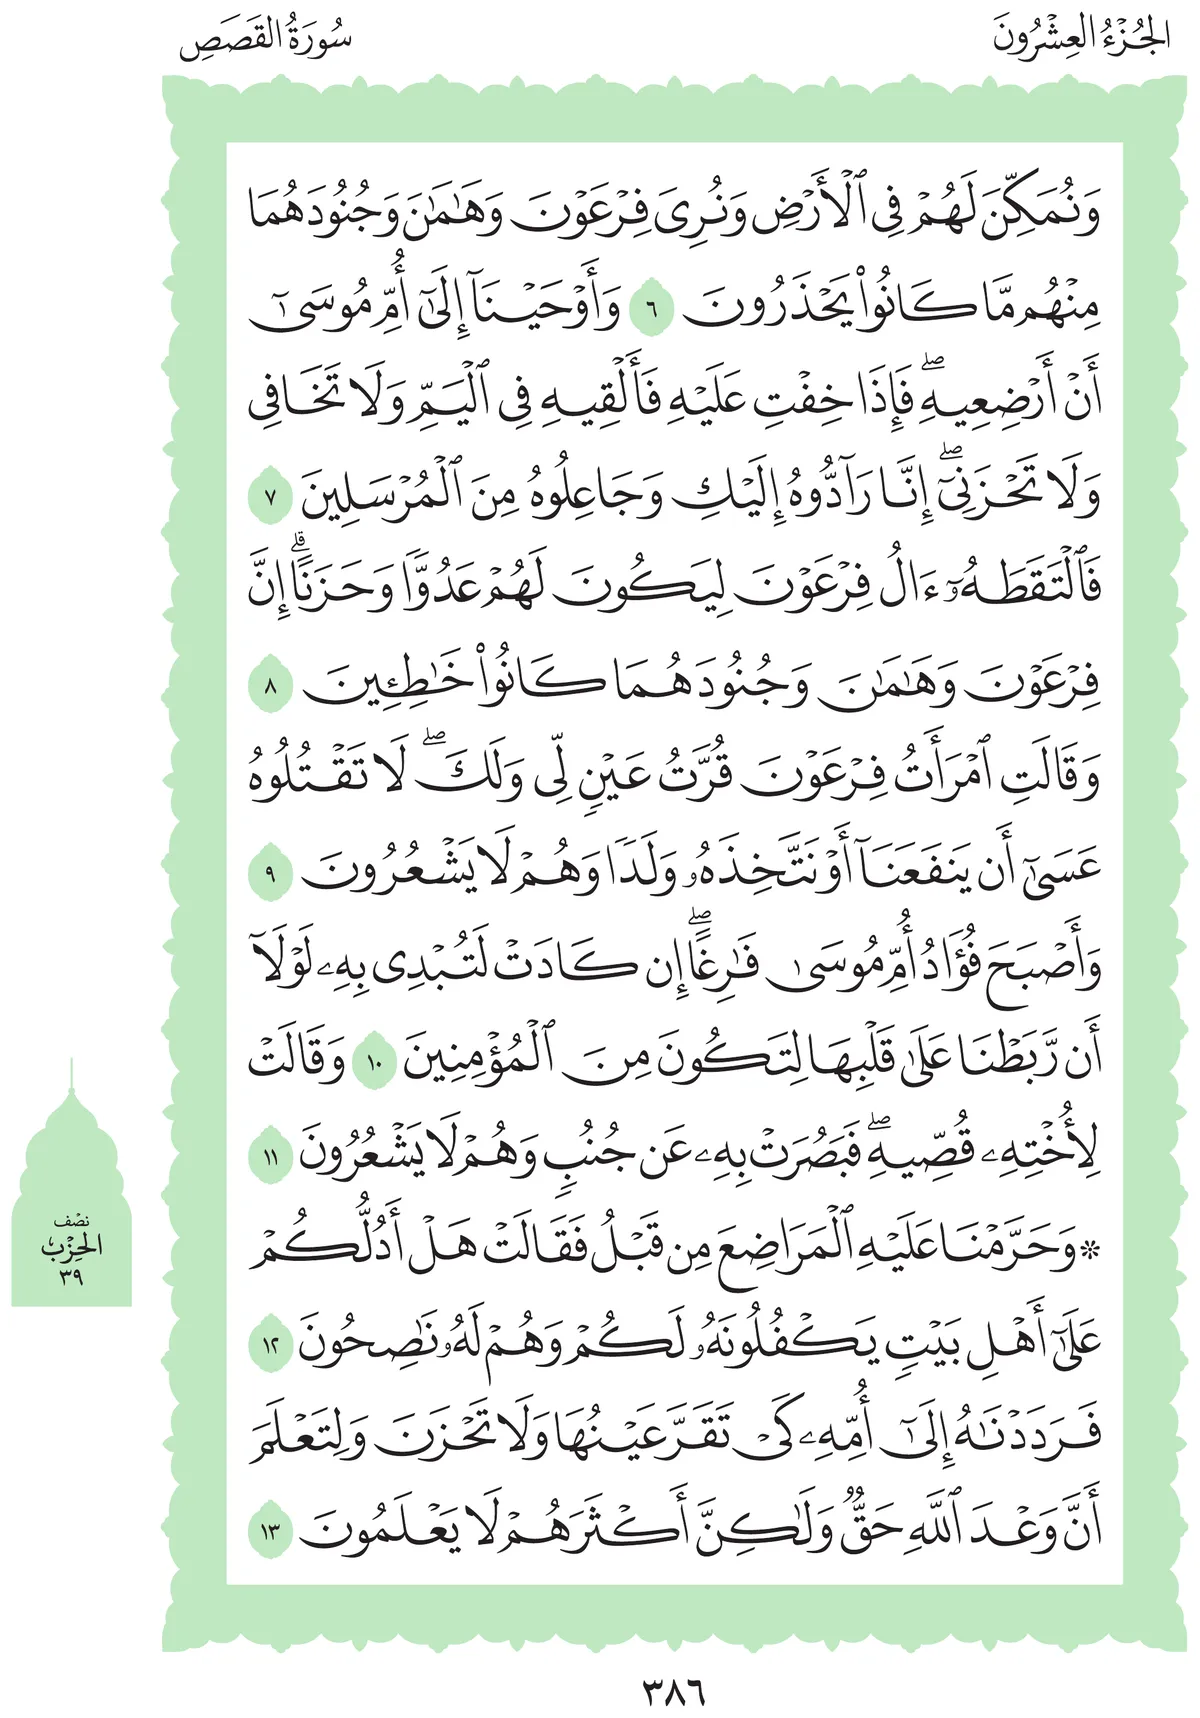 الجُزْءُ العِشْرُونَ
سُورَةُ القَصَصِ
وَنُمَكِّنَ لَهُمْ فِى ٱلْأَرْضِ وَنُرِىَ فِرْعَوْنَ وَهَـٰمَـٰنَ وَجُنُودَهُمَا
مِنْهُم مَّا كَانُوا۟ يَحْذَرُونَ ٦ وَأَوْحَيْنَآ إِلَىٰٓ أُمِّ مُوسَىٰٓ
أَنْ أَرْضِعِيهِ ۖ فَإِذَا خِفْتِ عَلَيْهِ فَأَلْقِيهِ فِى ٱلْيَمِّ وَلَا تَخَافِى
وَلَا تَحْزَنِىٓ ۖ إِنَّا رَآدُّوهُ إِلَيْكِ وَجَاعِلُوهُ مِنَ ٱلْمُرْسَلِينَ ٧
فَٱلْتَقَطَهُۥٓ ءَالُ فِرْعَوْنَ لِيَكُونَ لَهُمْ عَدُوًّا وَحَزَنًا ۗ إِنَّ
فِرْعَوْنَ وَهَـٰمَـٰنَ وَجُنُودَهُمَا كَانُوا۟ خَـٰطِـِٔينَ ٨
وَقَالَتِ ٱمْرَأَتُ فِرْعَوْنَ قُرَّتُ عَيْنٍ لِّى وَلَكَ ۖ لَا تَقْتُلُوهُ
عَسَىٰٓ أَن يَنفَعَنَآ أَوْ نَتَّخِذَهُۥ وَلَدًا وَهُمْ لَا يَشْعُرُونَ ٩
وَأَصْبَحَ فُؤَادُ أُمِّ مُوسَىٰ فَـٰرِغًا ۖ إِن كَادَتْ لَتُبْدِى بِهِۦ لَوْلَآ
أَن رَّبَطْنَا عَلَىٰ قَلْبِهَا لِتَكُونَ مِنَ ٱلْمُؤْمِنِينَ ١٠ وَقَالَتْ
لِأُخْتِهِۦ قُصِّيهِ ۖ فَبَصُرَتْ بِهِۦ عَن جُنُبٍ وَهُمْ لَا يَشْعُرُونَ ١١
۞ وَحَرَّمْنَا عَلَيْهِ ٱلْمَرَاضِعَ مِن قَبْلُ فَقَالَتْ هَلْ أَدُلُّكُمْ
عَلَىٰٓ أَهْلِ بَيْتٍ يَكْفُلُونَهُۥ لَكُمْ وَهُمْ لَهُۥ نَـٰصِحُونَ ١٢
فَرَدَدْنَـٰهُ إِلَىٰٓ أُمِّهِۦ كَىْ تَقَرَّ عَيْنُهَا وَلَا تَحْزَنَ وَلِتَعْلَمَ
أَنَّ وَعْدَ ٱللَّهِ حَقٌّ وَلَـٰكِنَّ أَكْثَرَهُمْ لَا يَعْلَمُونَ ١٣
نصف
الحِزْب
٣٩
٣٨٦